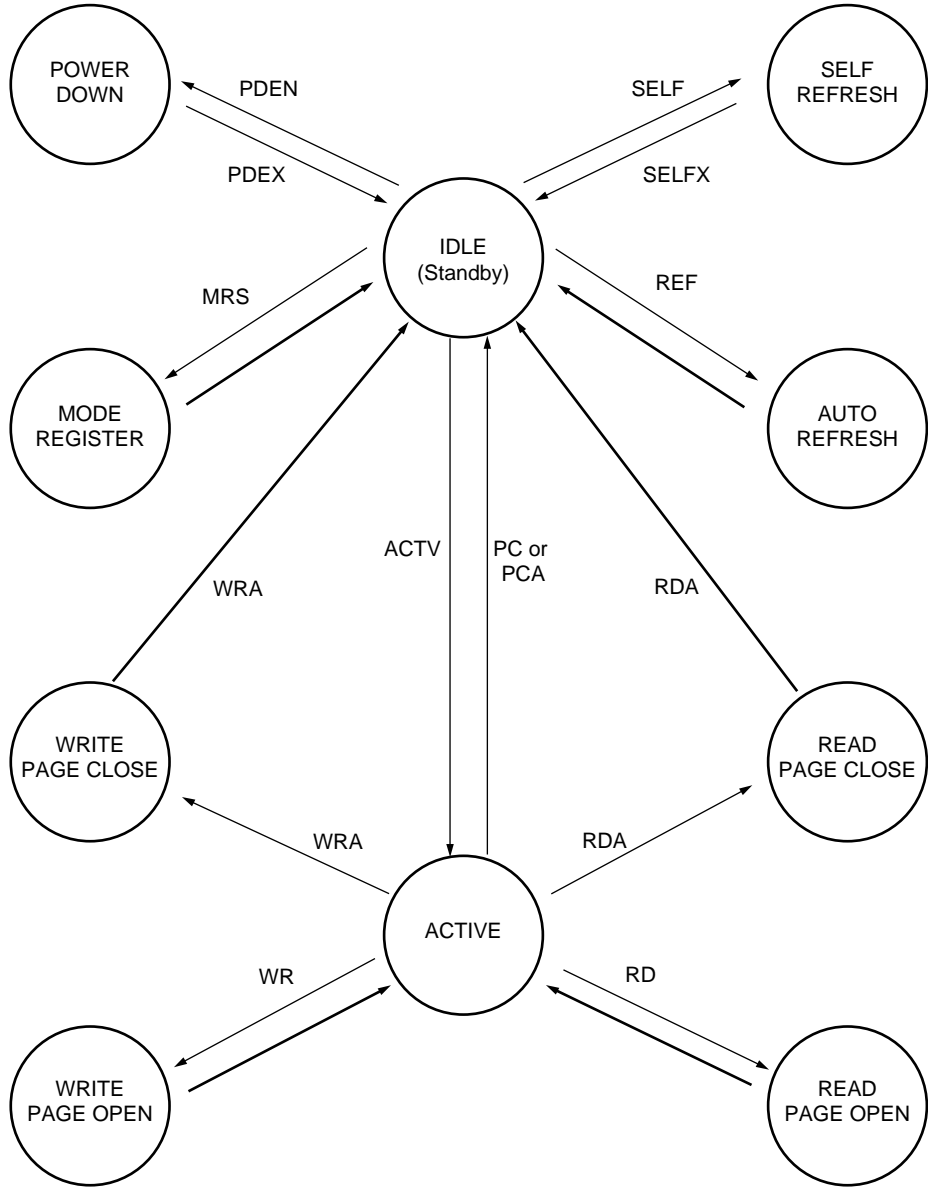 POWER
DOWN
PDEN
PDEX
SELF
SELFX
SELF
REFRESH
IDLE
(Standby)
MRS
REF
MODE
REGISTER
AUTO
REFRESH
ACTV
PC or
PCA
WRA
RDA
WRITE
PAGE CLOSE
READ
PAGE CLOSE
WRA
RDA
ACTIVE
WR
RD
WRITE
PAGE OPEN
READ
PAGE OPEN